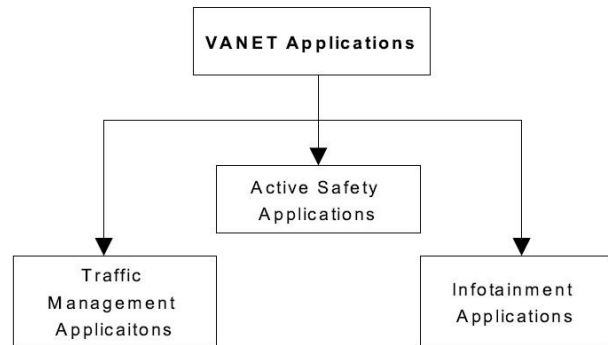 VANET Applications
Active Safety
Applications
Traffic
Management
Applicaitons
Infotainment
Applications